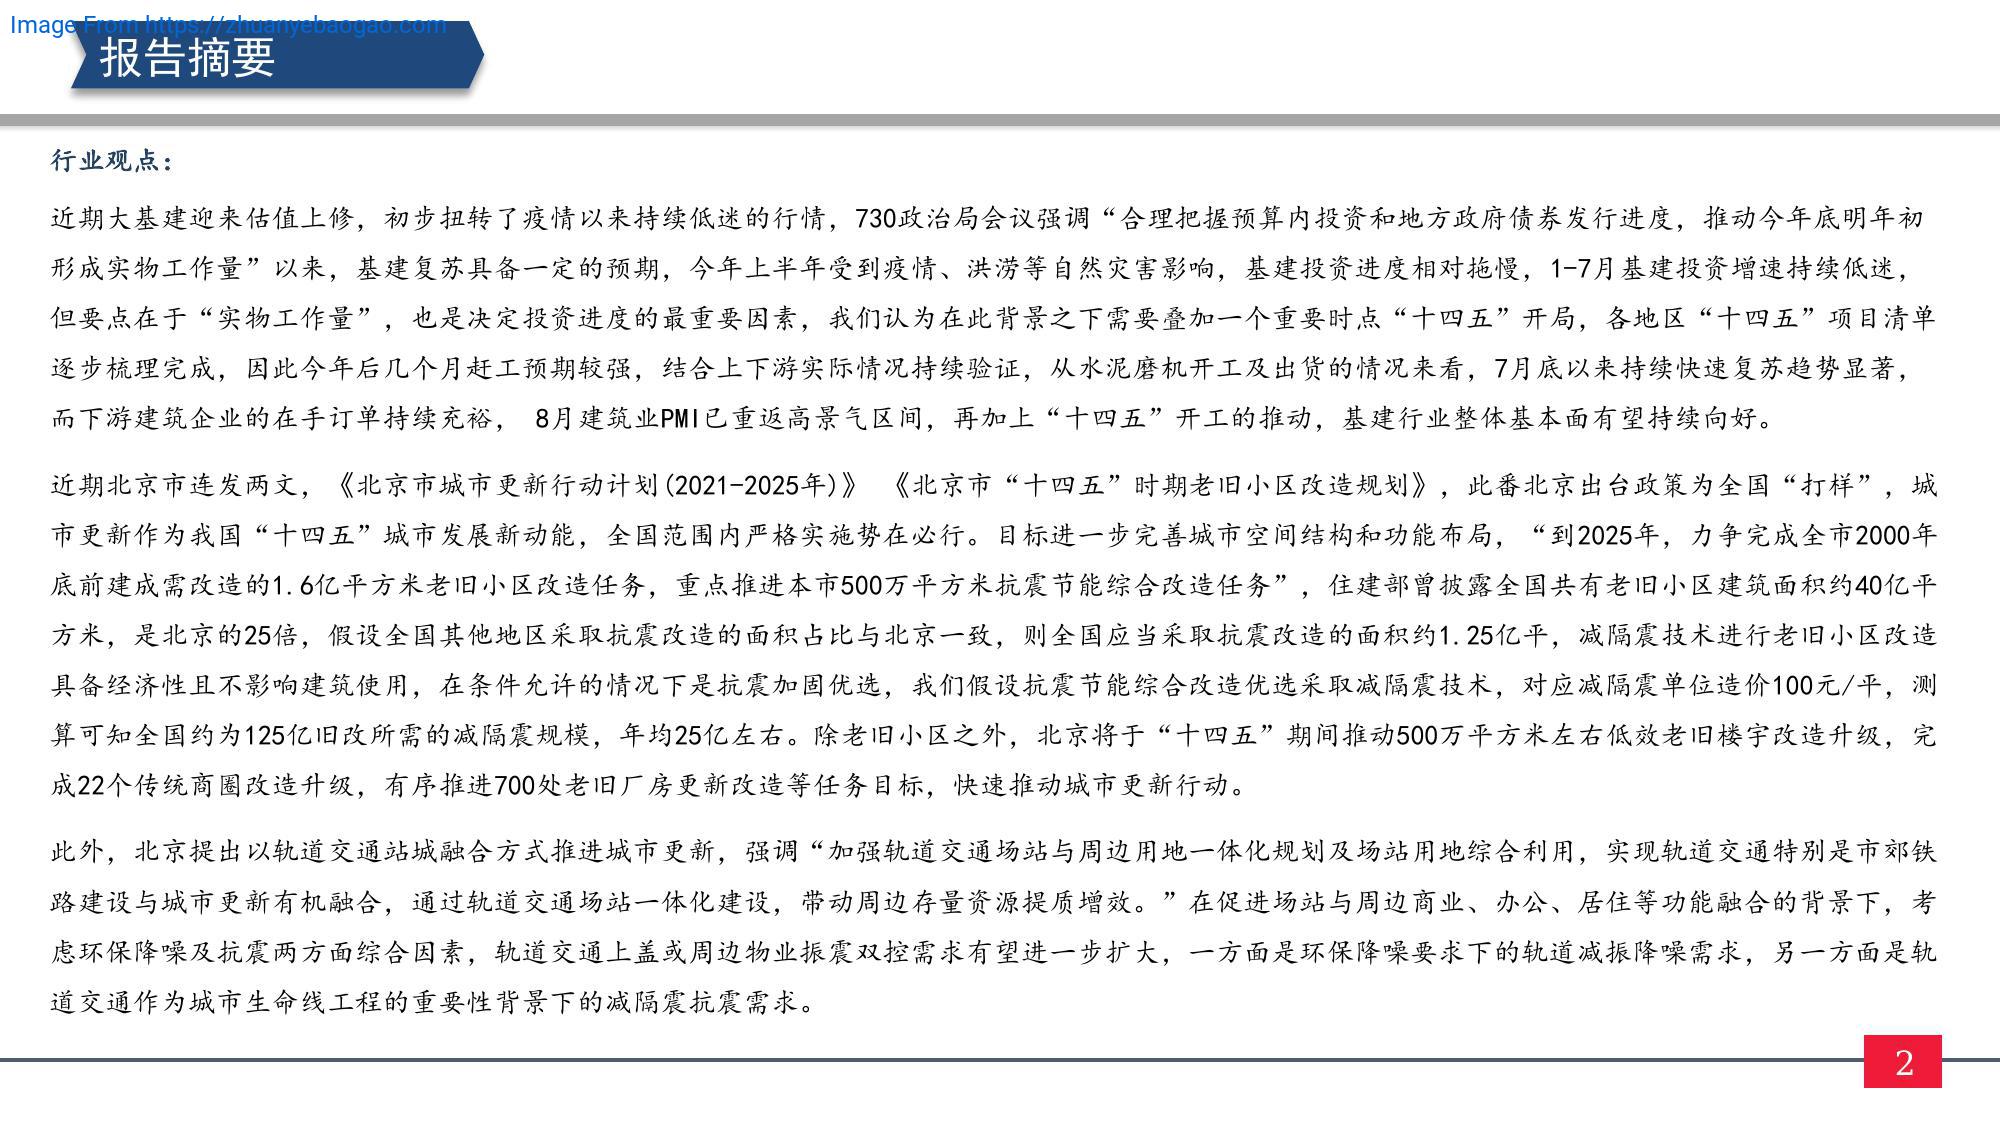 Image From https://zhuanyebaogao.com
报告摘要
行业观点：
近期大基建迎来估值上修，初步扭转了疫情以来持续低迷的行情，730政治局会议强调“合理把握预算内投资和地方政府债券发行进度，推动今年底明年初
形成实物工作量”以来，基建复苏具备一定的预期，今年上半年受到疫情、洪涝等自然灾害影响，基建投资进度相对拖慢，1-7月基建投资增速持续低迷，
但要点在于“实物工作量”，也是决定投资进度的最重要因素，我们认为在此背景之下需要叠加一个重要时点“十四五”开局，各地区“十四五”项目清单
逐步梳理完成，因此今年后几个月赶工预期较强，结合上下游实际情况持续验证，从水泥磨机开工及出货的情况来看，7月底以来持续快速复苏趋势显著，
而下游建筑企业的在手订单持续充裕， 8月建筑业PMI已重返高景气区间，再加上“十四五”开工的推动，基建行业整体基本面有望持续向好。
近期北京市连发两文，《北京市城市更新行动计划(2021-2025年)》 《北京市“十四五”时期老旧小区改造规划》，此番北京出台政策为全国“打样”，城
市更新作为我国“十四五”城市发展新动能，全国范围内严格实施势在必行。目标进一步完善城市空间结构和功能布局，“到2025年，力争完成全市2000年
底前建成需改造的1.6亿平方米老旧小区改造任务，重点推进本市500万平方米抗震节能综合改造任务”，住建部曾披露全国共有老旧小区建筑面积约40亿平
方米，是北京的25倍，假设全国其他地区采取抗震改造的面积占比与北京一致，则全国应当采取抗震改造的面积约1.25亿平，减隔震技术进行老旧小区改造
具备经济性且不影响建筑使用，在条件允许的情况下是抗震加固优选，我们假设抗震节能综合改造优选采取减隔震技术，对应减隔震单位造价100元/平，测
算可知全国约为125亿旧改所需的减隔震规模，年均25亿左右。除老旧小区之外，北京将于“十四五”期间推动500万平方米左右低效老旧楼宇改造升级，完
成22个传统商圈改造升级，有序推进700处老旧厂房更新改造等任务目标，快速推动城市更新行动。
此外，北京提出以轨道交通站城融合方式推进城市更新，强调“加强轨道交通场站与周边用地一体化规划及场站用地综合利用，实现轨道交通特别是市郊铁
路建设与城市更新有机融合，通过轨道交通场站一体化建设，带动周边存量资源提质增效。”在促进场站与周边商业、办公、居住等功能融合的背景下，考
虑环保降噪及抗震两方面综合因素，轨道交通上盖或周边物业振震双控需求有望进一步扩大，一方面是环保降噪要求下的轨道减振降噪需求，另一方面是轨
道交通作为城市生命线工程的重要性背景下的减隔震抗震需求。
2